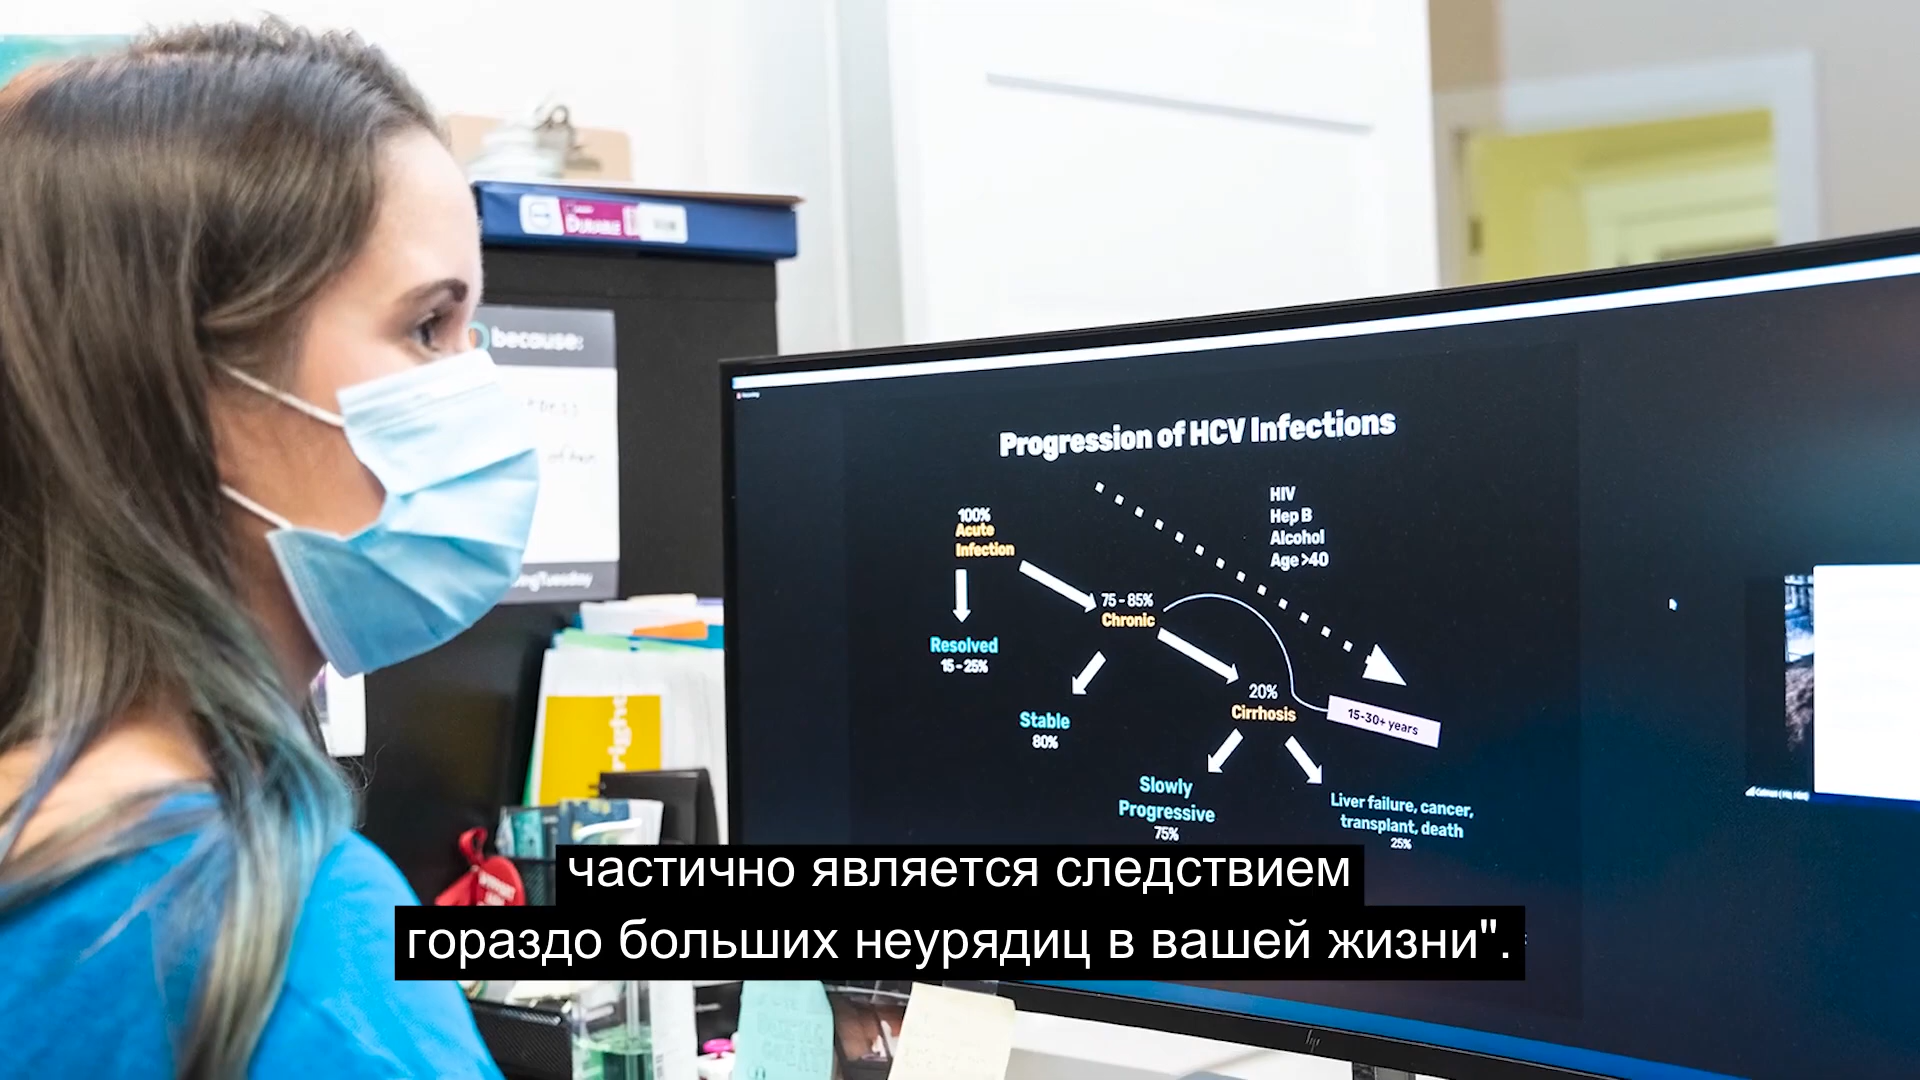 DURABLE
because:
Progression of HCV Infections
HIV
Hep B
Alcohol
Age >40
100%
Acute
Infection
75 - 85%
Chronic
Resolved
15 - 25%
20%
Cirrhosis
15-30+ years
Stable
80%
Slowly
Progressive
75%
Liver failure, cancer,
transplant, death
25%
частично является следствием
гораздо больших неурядиц в вашей жизни".
hp